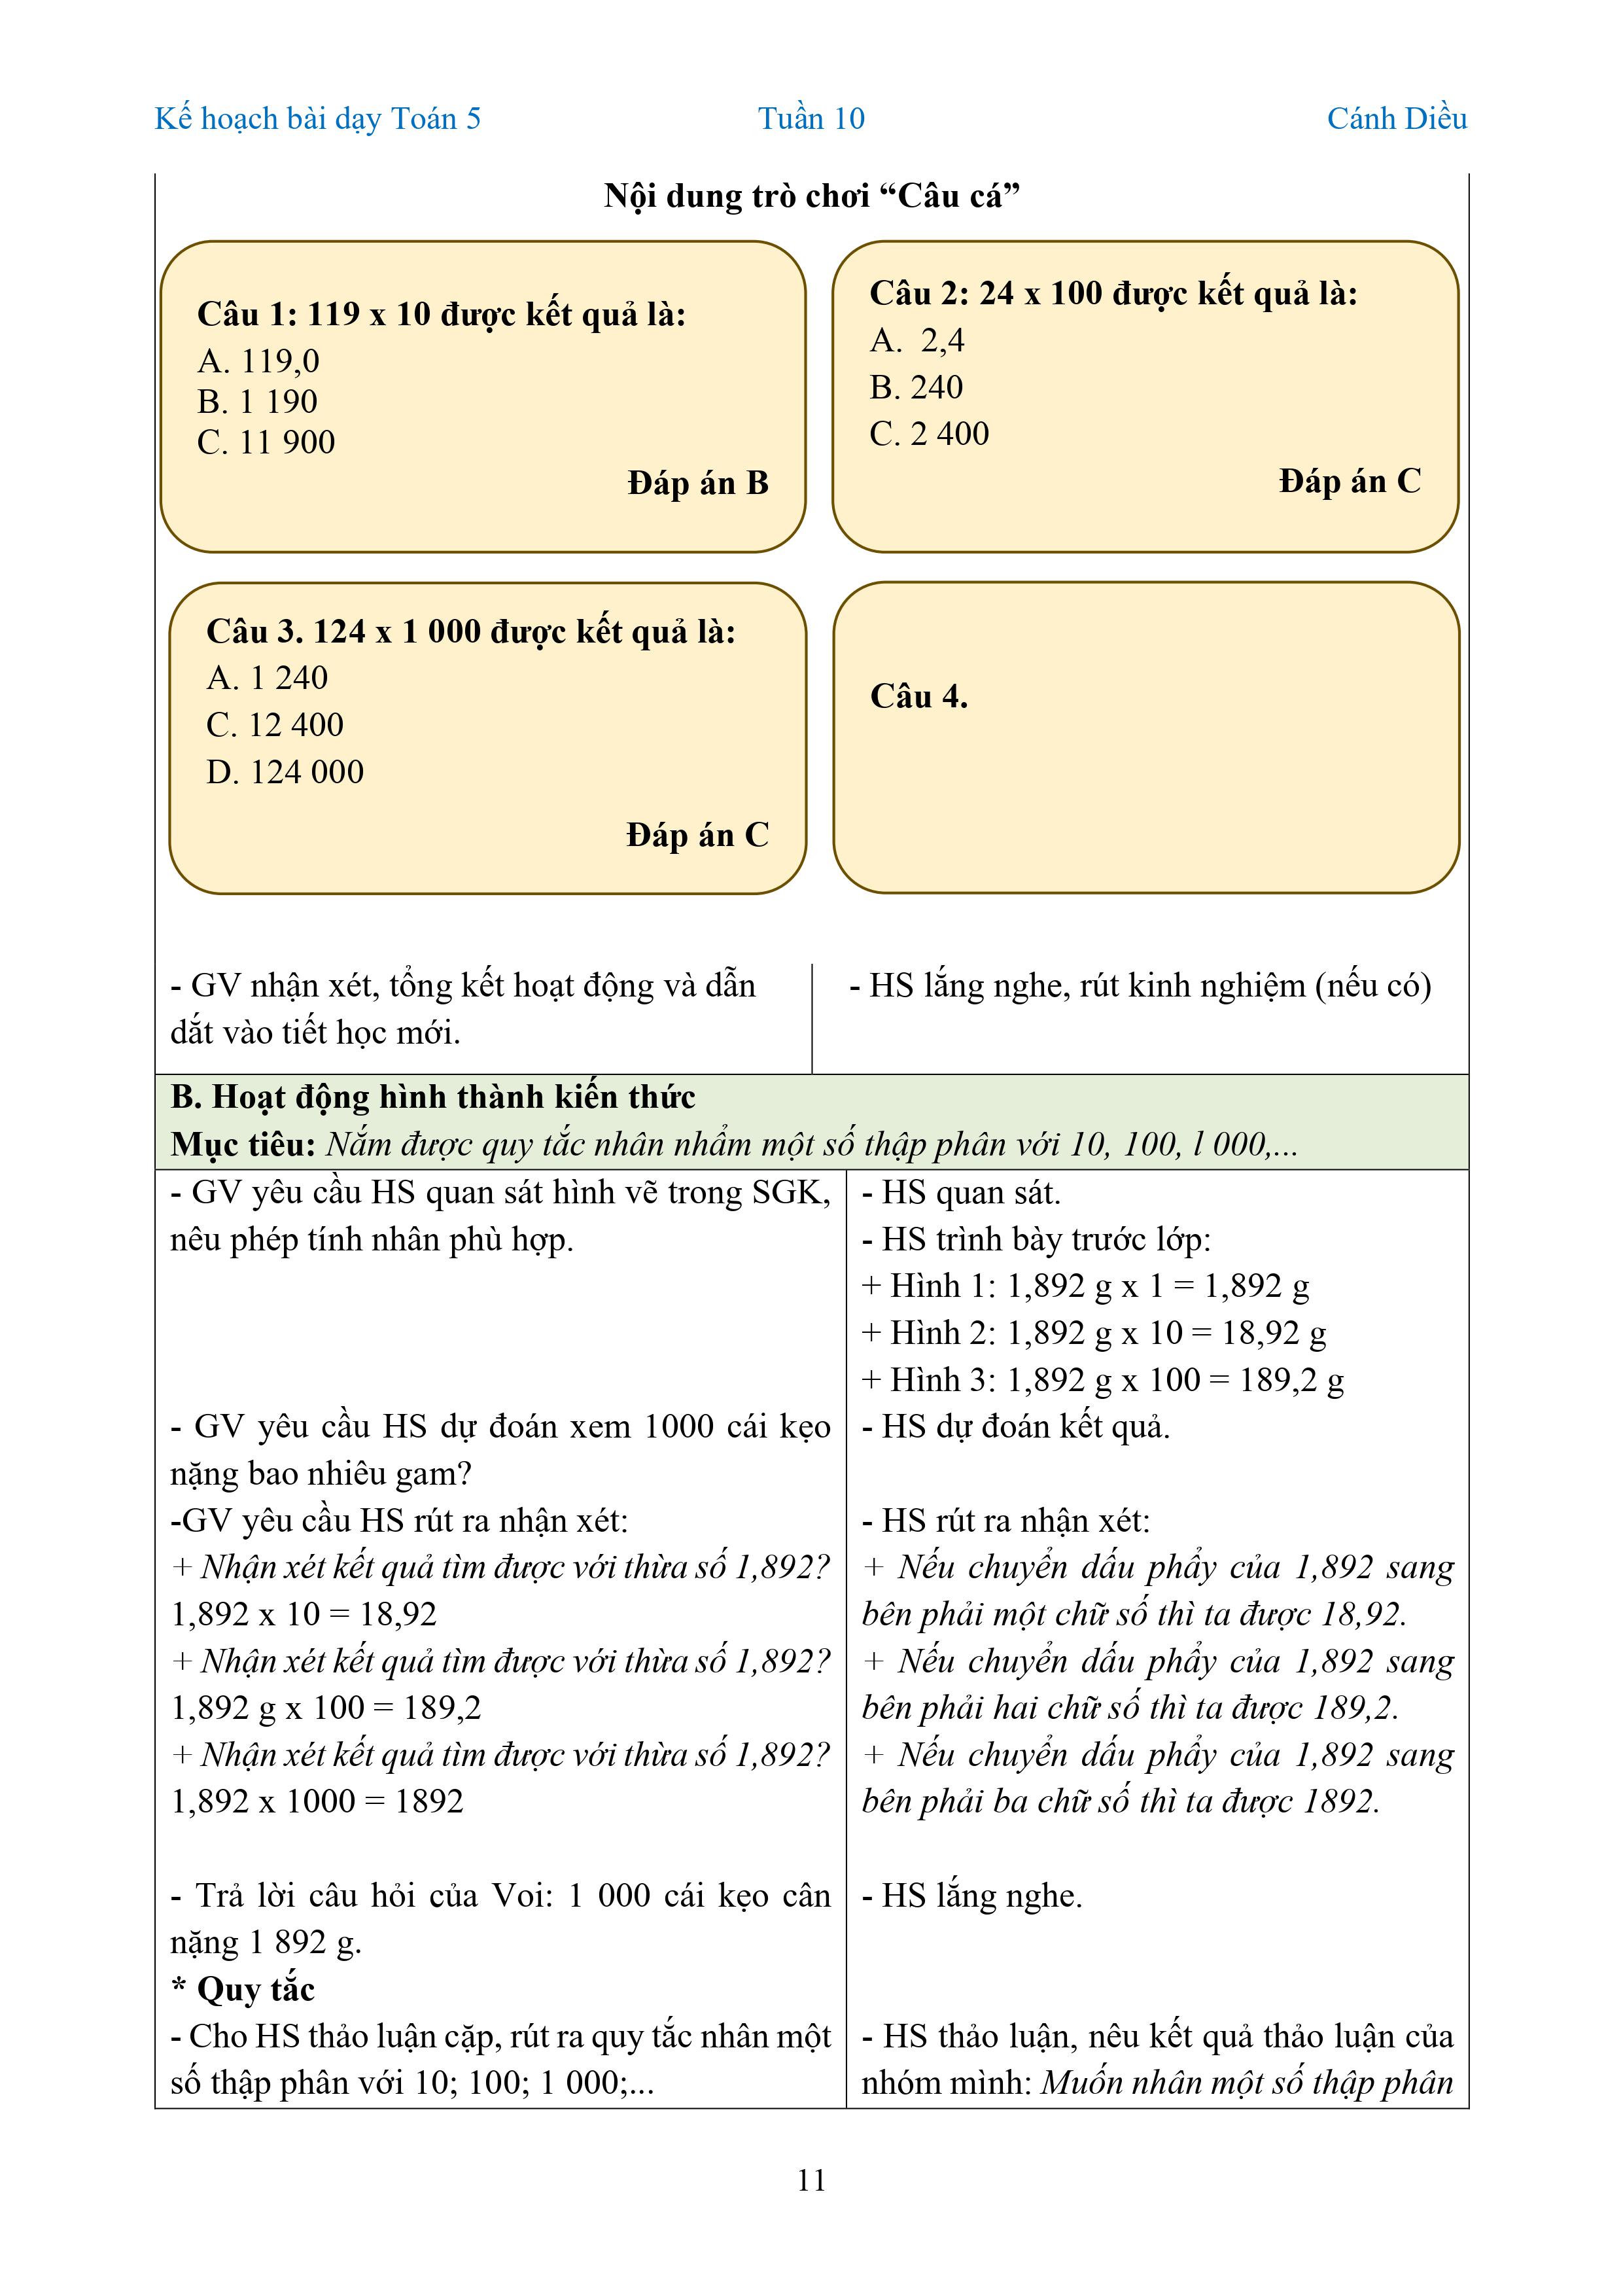 Kế hoạch bài dạy Toán 5 Tuần 10 Cánh Diều
Nội dung trò chơi “Câu cá”
Câu 1: 119 x 10 được kết quả là:
A. 119,0
B. 1 190
C. 11 900
Đáp án B
Câu 2: 24 x 100 được kết quả là:
A. 2,4
B. 240
C. 2 400
Đáp án C
Câu 3. 124 x 1 000 được kết quả là:
A. 1 240
C. 12 400
D. 124 000
Đáp án C
Câu 4.
- GV nhận xét, tổng kết hoạt động và dẫn
dắt vào tiết học mới.
- HS lắng nghe, rút kinh nghiệm (nếu có)
B. Hoạt động hình thành kiến thức
Mục tiêu: Nắm được quy tắc nhân nhẩm một số thập phân với 10, 100, l 000,...
- GV yêu cầu HS quan sát hình vẽ trong SGK,
nêu phép tính nhân phù hợp.
- GV yêu cầu HS dự đoán xem 1000 cái kẹo
nặng bao nhiêu gam?
-GV yêu cầu HS rút ra nhận xét:
+ Nhận xét kết quả tìm được với thừa số 1,892?
1,892 x 10 = 18,92
+ Nhận xét kết quả tìm được với thừa số 1,892?
1,892 g x 100 = 189,2
+ Nhận xét kết quả tìm được với thừa số 1,892?
1,892 x 1000 = 1892
- Trả lời câu hỏi của Voi: 1 000 cái kẹo cân
nặng 1 892 g.
* Quy tắc
- Cho HS thảo luận cặp, rút ra quy tắc nhân một
số thập phân với 10; 100; 1 000;...
- HS quan sát.
- HS trình bày trước lớp:
+ Hình 1: 1,892 g x 1 = 1,892 g
+ Hình 2: 1,892 g x 10 = 18,92 g
+ Hình 3: 1,892 g x 100 = 189,2 g
- HS dự đoán kết quả.
- HS rút ra nhận xét:
+ Nếu chuyển dấu phẩy của 1,892 sang
bên phải một chữ số thì ta được 18,92.
+ Nếu chuyển dấu phẩy của 1,892 sang
bên phải hai chữ số thì ta được 189,2.
+ Nếu chuyển dấu phẩy của 1,892 sang
bên phải ba chữ số thì ta được 1892.
- HS lắng nghe.
- HS thảo luận, nêu kết quả thảo luận của
nhóm mình: Muốn nhân một số thập phân
11